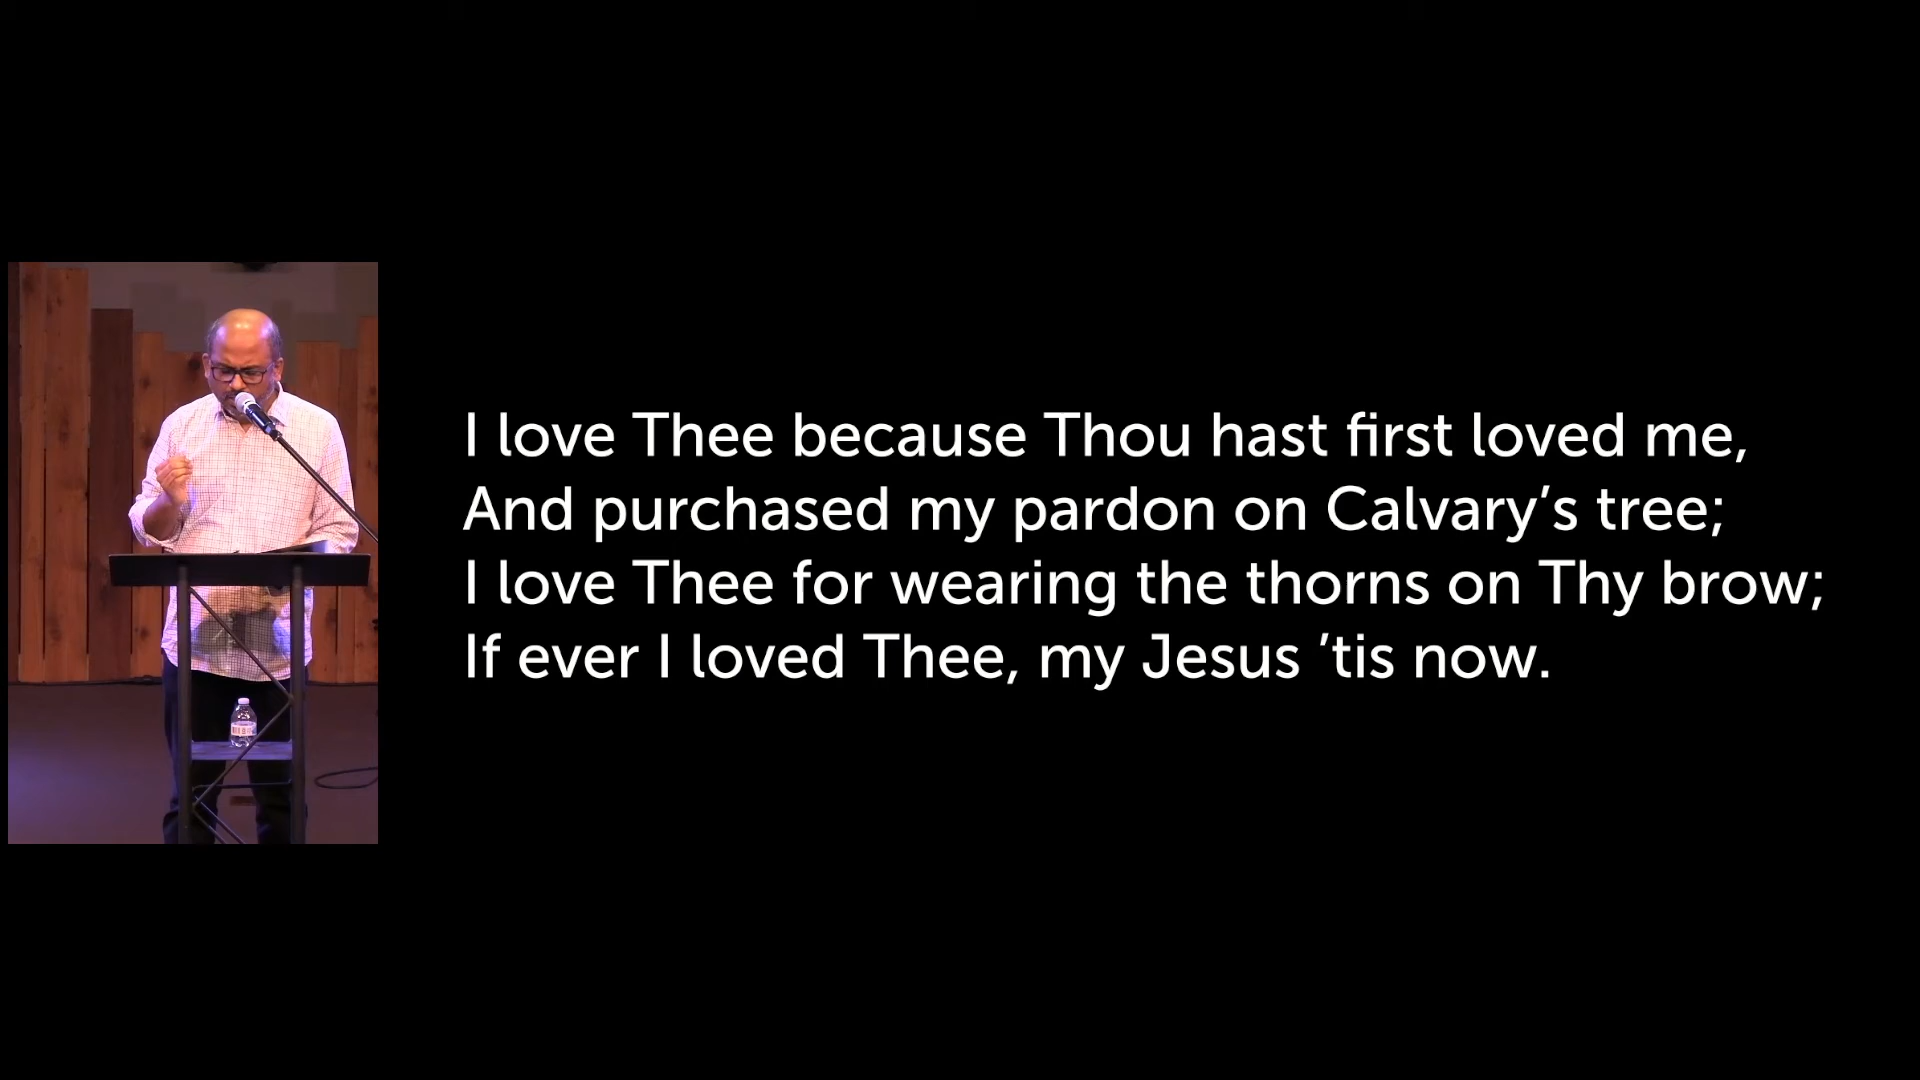 I love Thee because Thou hast first loved me,
And purchased my pardon on Calvary’s tree;
I love Thee for wearing the thorns on Thy brow;
If ever I loved Thee, my Jesus ’tis now.